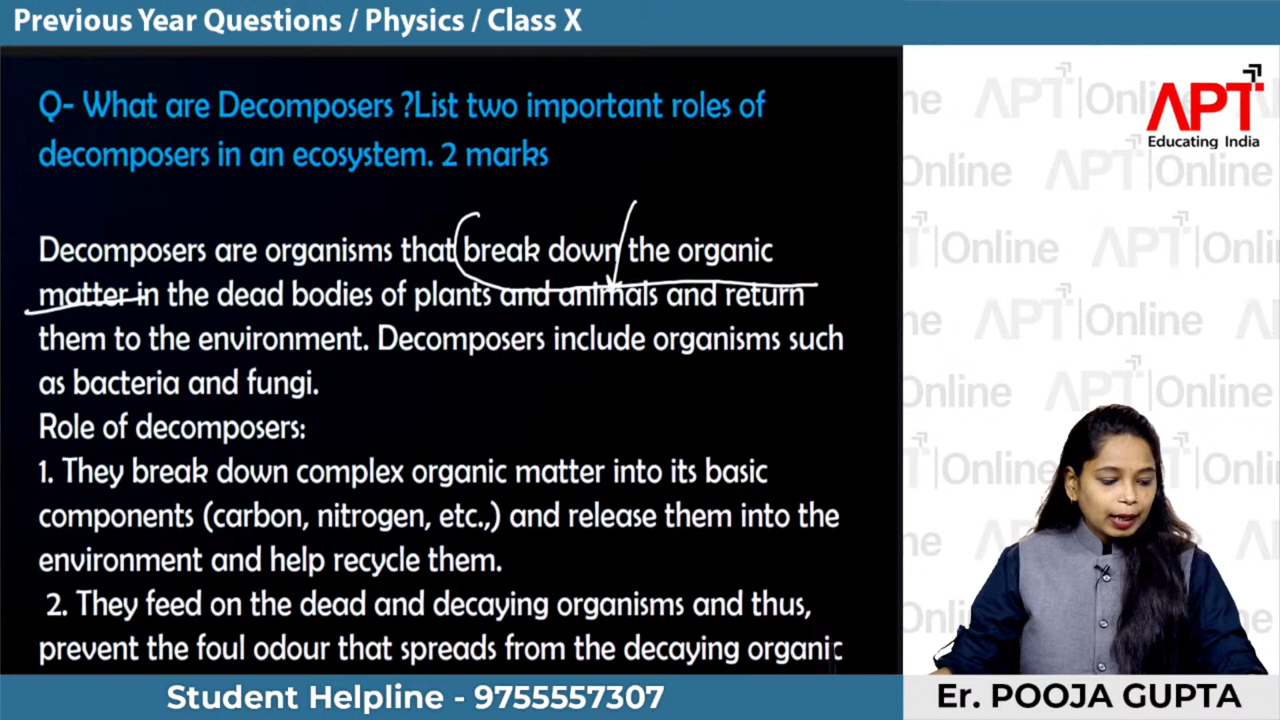 Previous Year Questions / Physics / Class X
Q- What are Decomposers ?List two important roles of
decomposers in an ecosystem. 2 marks
Decomposers are organisms that break down the organic
matter in the dead bodies of plants and animals and return
them to the environment. Decomposers include organisms such
as bacteria and fungi.
Role of decomposers:
1. They break down complex organic matter into its basic
components (carbon, nitrogen, etc.,) and release them into the
environment and help recycle them.
2. They feed on the dead and decaying organisms and thus,
prevent the foul odour that spreads from the decaying organic
APT
Educating India
Student Helpline - 9755557307
Er. POOJA GUPTA